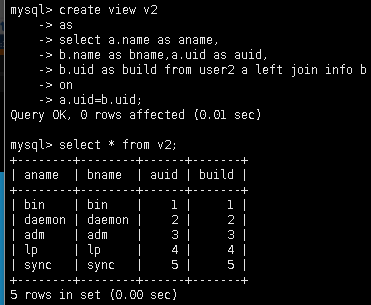 mysql> create view v2
    -> as
    -> select a.name as aname,
    -> b.name as bname,a.uid as auid,
    -> b.uid as build from user2 a left join info b
    -> on
    -> a.uid=b.uid;
Query OK, 0 rows affected (0.01 sec)
mysql> select * from v2;
+--------+--------+------+-------+
| aname  | bname  | auid | build |
+--------+--------+------+-------+
| bin    | bin    |    1 |     1 |
| daemon | daemon |    2 |     2 |
| adm    | adm    |    3 |     3 |
| lp     | lp     |    4 |     4 |
| sync   | sync   |    5 |     5 |
+--------+--------+------+-------+
5 rows in set (0.00 sec)